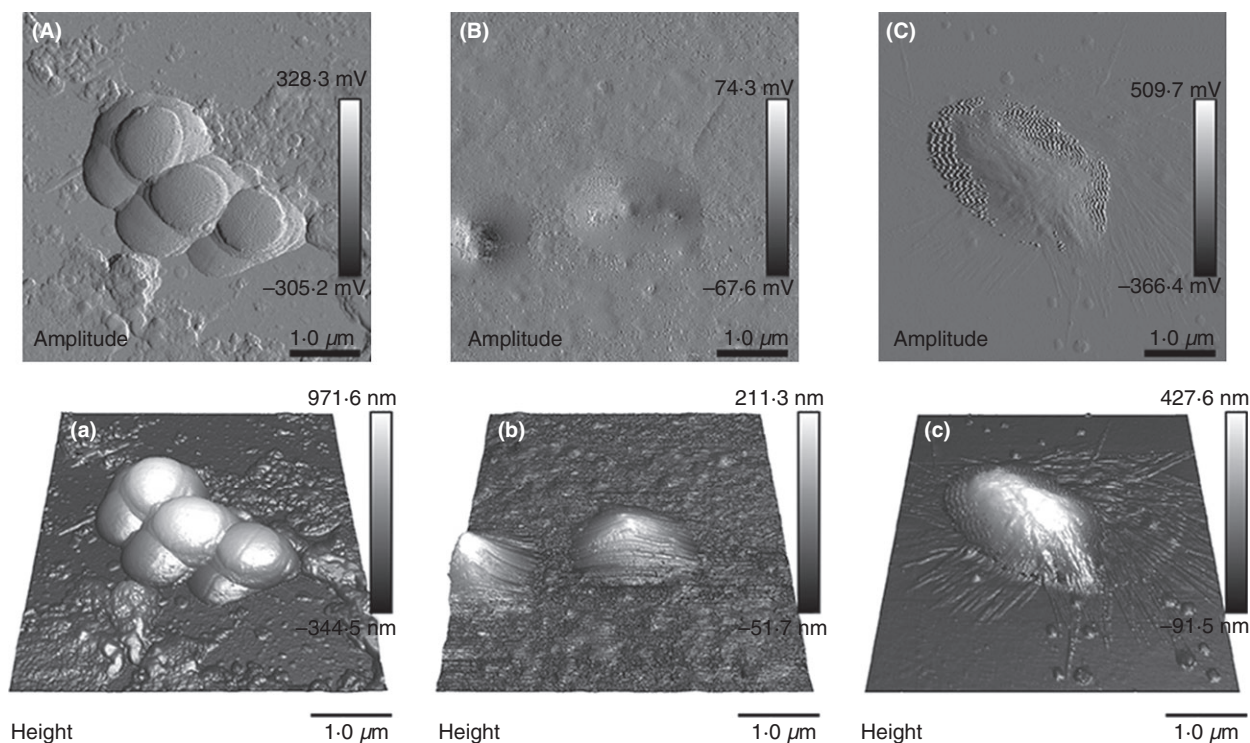 (A)
328·3 mV
–305·2 mV
Amplitude
1·0 µm
(B)
74·3 mV
–67·6 mV
Amplitude
1·0 µm
(C)
509·7 mV
–366·4 mV
Amplitude
1·0 µm
(a)
971·6 nm
–344·5 nm
Height
1·0 µm
(b)
211·3 nm
–51·7 nm
1·0 µm
(c)
427·6 nm
–91·5 nm
Height
1·0 µm